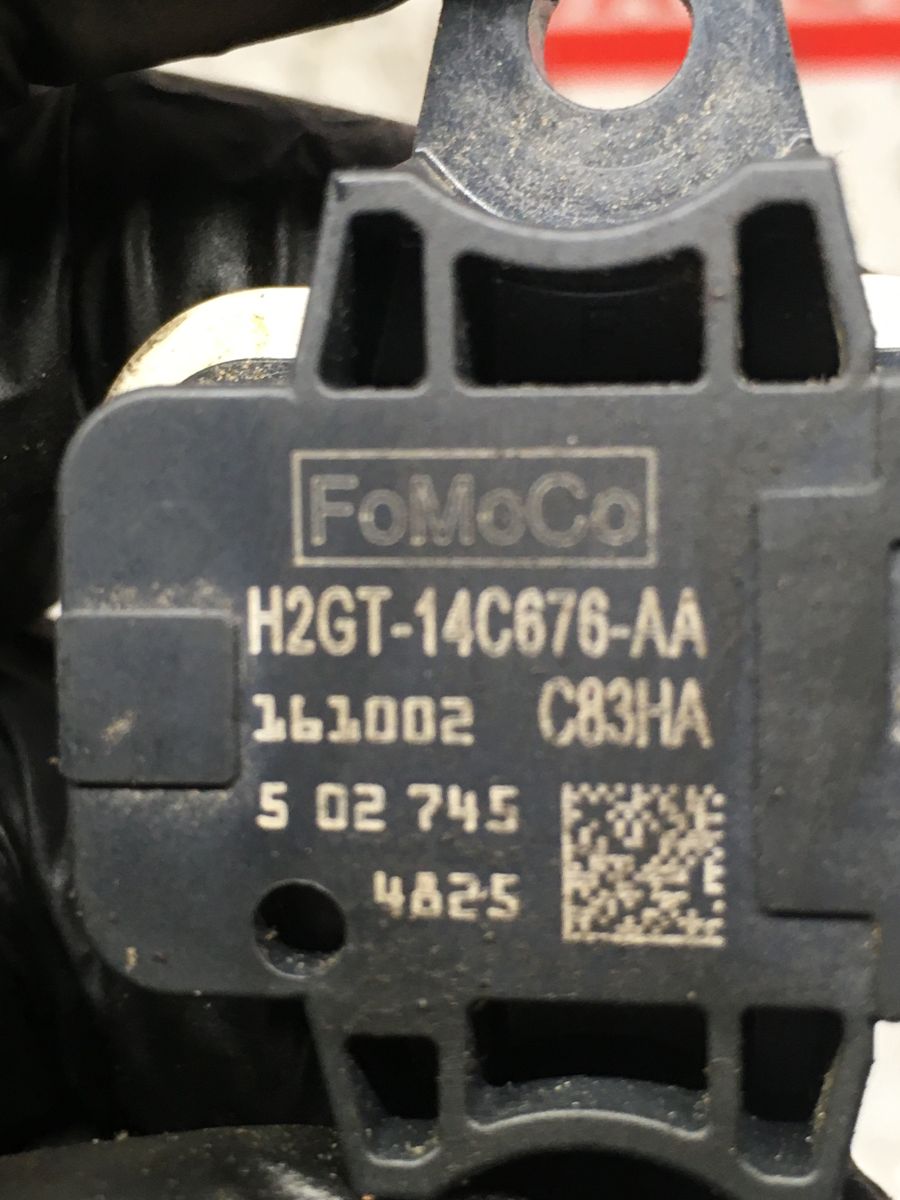 FoMoCo
H2GT-14C676-AA
161002 C83HA
5 02 745
4825